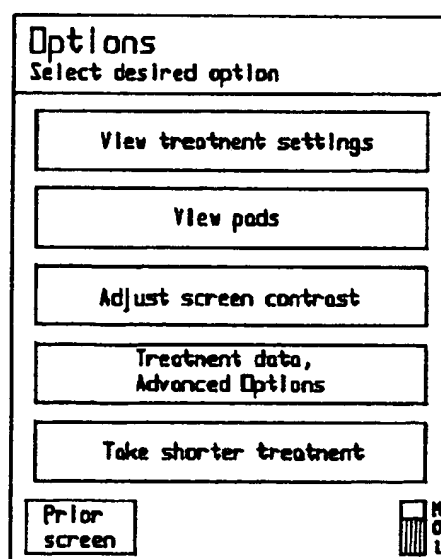 Options
Select desired option
View treatment settings
View pads
Adjust screen contrast
Treatment data,
Advanced Options
Take shorter treatment
Prior
screen